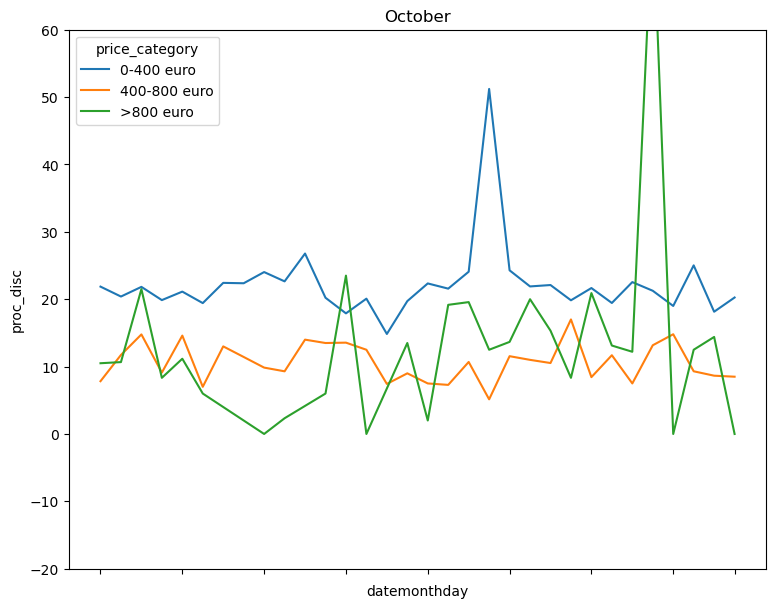 October
price_category
0-400 euro
400-800 euro
>800 euro
60
50
40
30
20
10
0
−10
−20
proc_disc
datemonthday